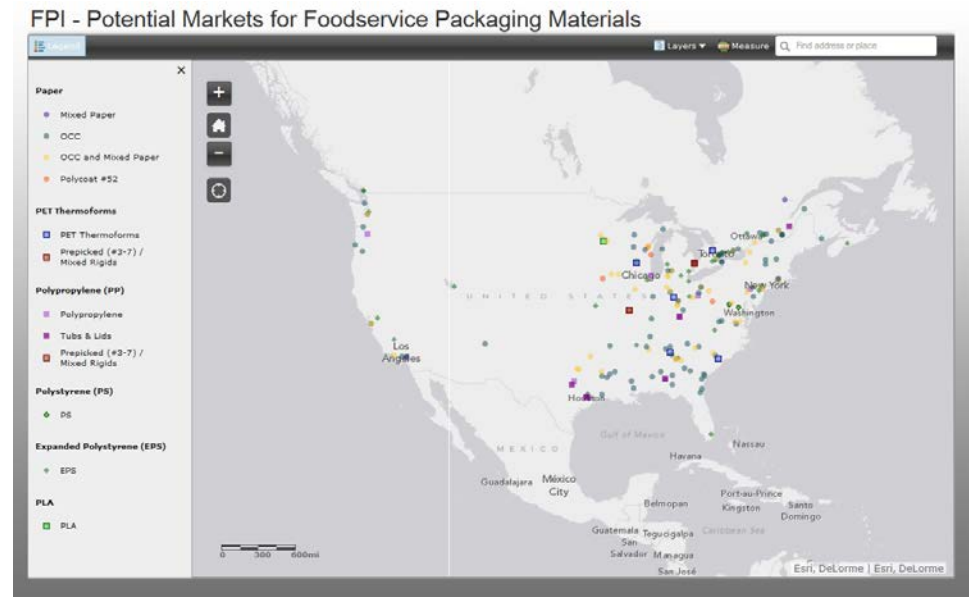 FPI - Potential Markets for Foodservice Packaging Materials
Legend
Layers
Measure
Find address or place
Paper
Mixed Paper
OCC
OCC and Mixed Paper
Polycoat #52
PET Thermoforms
PET Thermoforms
Prepicked (#3-7) /
Mixed Rigids
Polypropylene (PP)
Polypropylene
Tubs & Lids
Prepicked (#3-7) /
Mixed Rigids
Polystyrene (PS)
PS
Expanded Polystyrene (EPS)
EPS
PLA
PLA
Ottawa
Toronto
Chicago
New York
UNITED STATES
Washington
Los
Angeles
Houston
Gulf of Mexico
MEXICO
Nassau
Havana
Guadalajara
México
City
Port-au-Prince
Belmopan
Kingston
Santo
Domingo
Guatemala
Tegucigalpa
Caribbean Sea
San
Salvador
Managua
San José
0 300 600mi
Esri, DeLorme | Esri, DeLorme